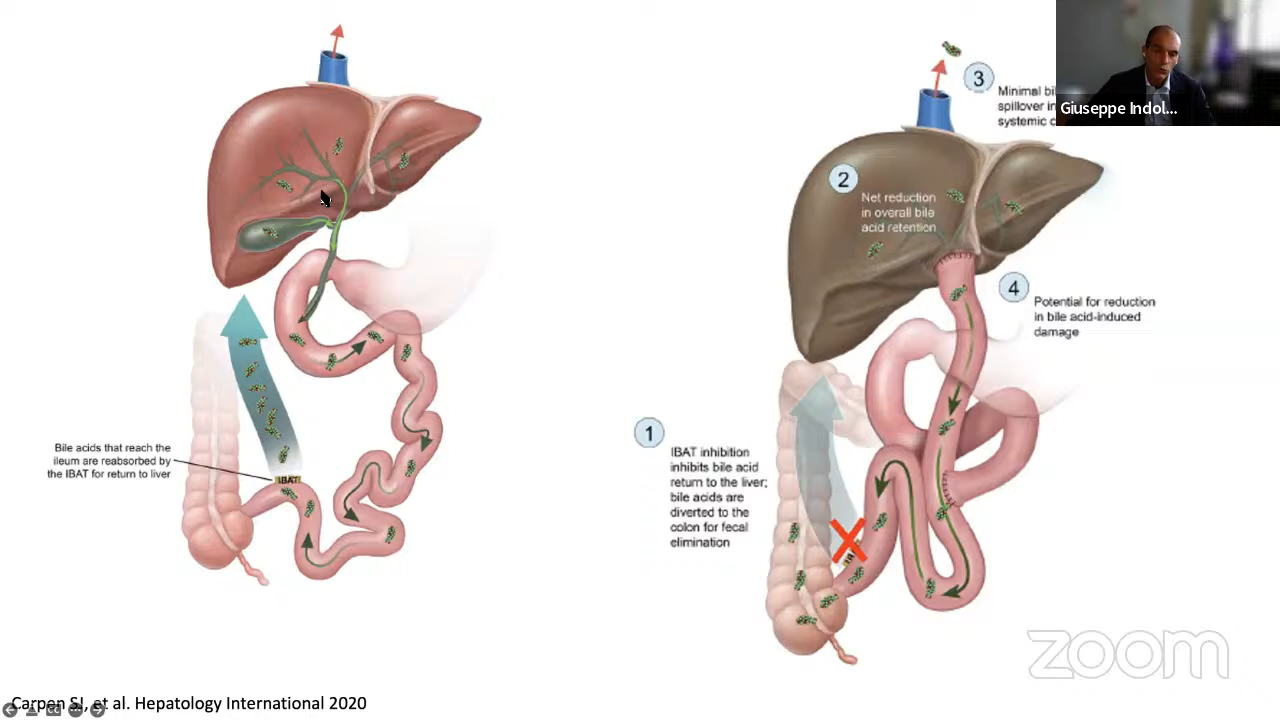 Giuseppe Indol...
3
Minimal
spillover
systemic
2
Net reduction
in overall bile
acid retention
4
Potential for reduction
in bile acid-induced
damage
Bile acids that reach the
ileum are reabsorbed by
the IBAT for return to liver
IBAT
1
IBAT inhibition
inhibits bile acid
return to the liver;
bile acids are
diverted to the
colon for fecal
elimination
zoom
Carpen SJ, et al. Hepatology International 2020